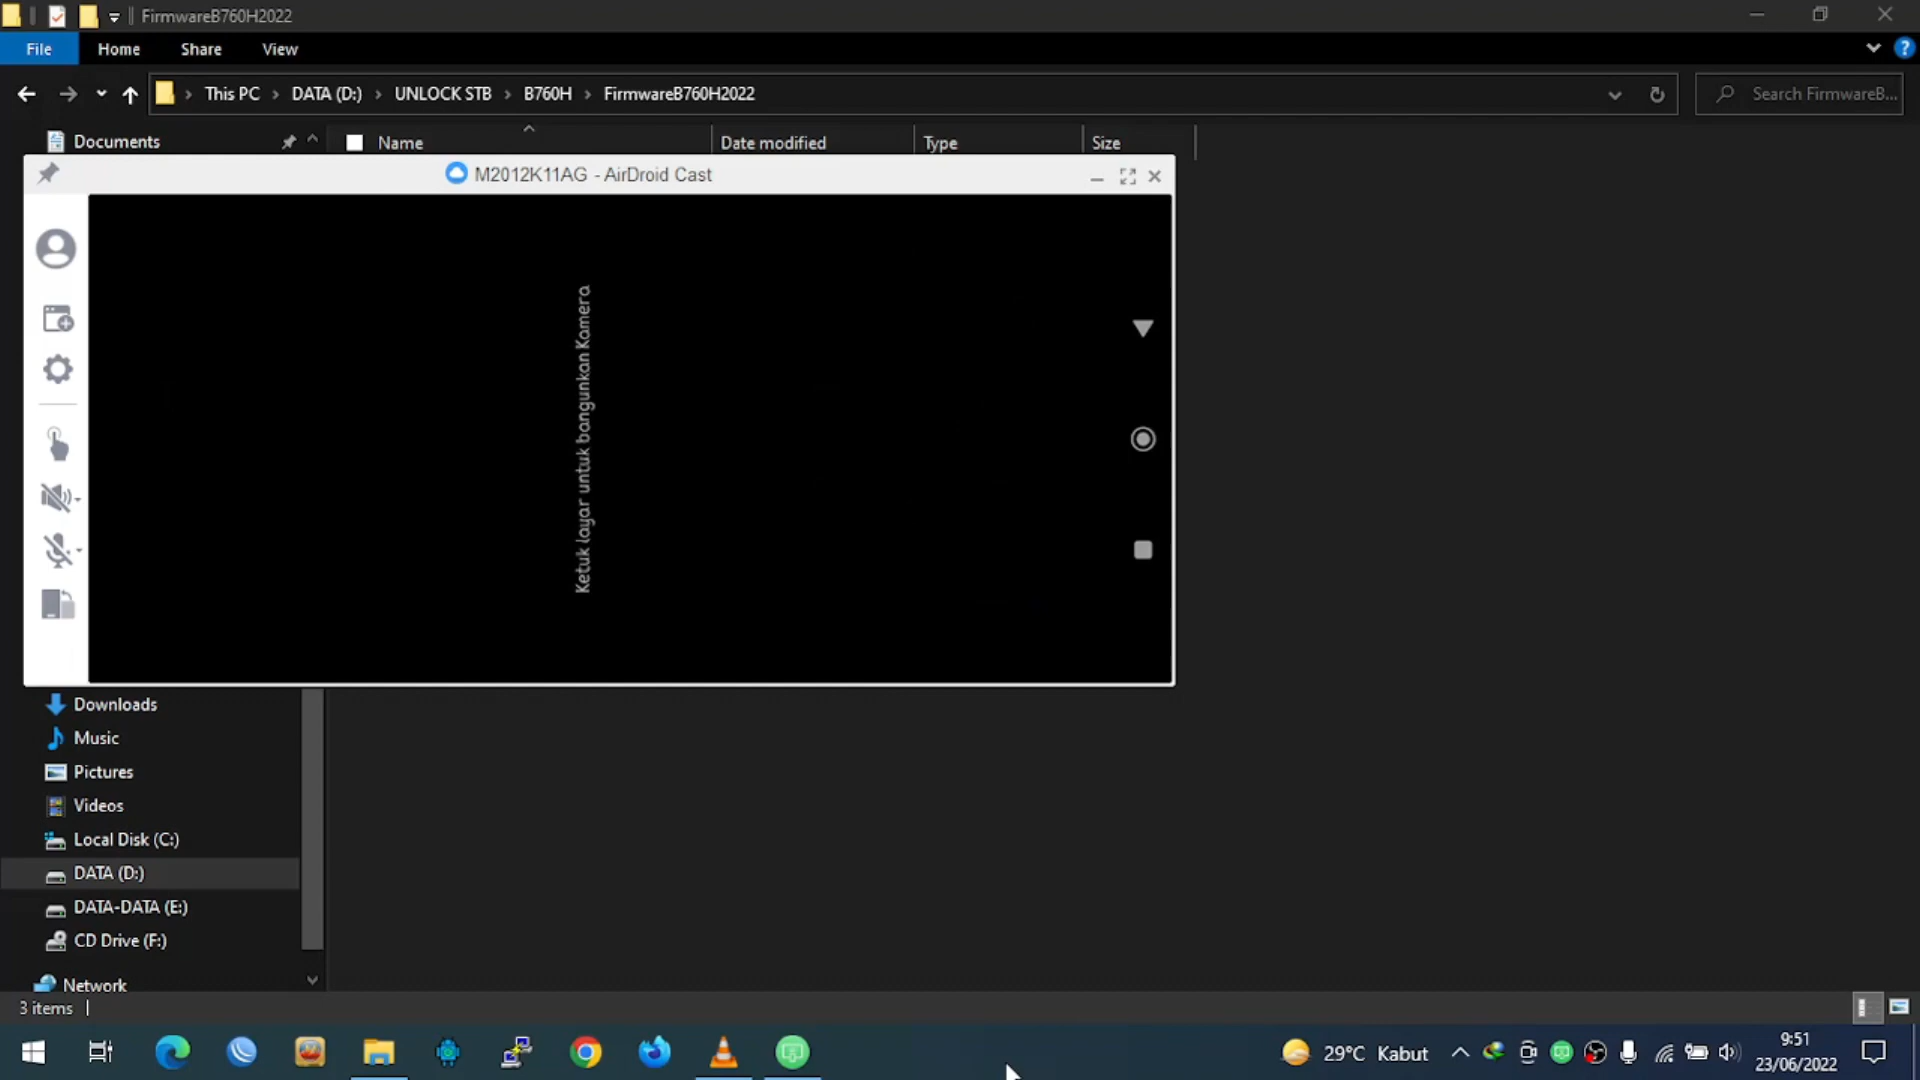 FirmwareB760H2022
File
Home
Share
View
This PC
DATA (D:)
UNLOCK STB
B760H
FirmwareB760H2022
Search FirmwareB...
Documents
Name
Date modified
Type
Size
M2012K11AG - AirDroid Cast
Ketuk layar untuk bangunkan Kamera
Downloads
Music
Pictures
Videos
Local Disk (C:)
DATA (D:)
DATA-DATA (E:)
CD Drive (F:)
Network
3 items
29°C Kabut
9:51
23/06/2022